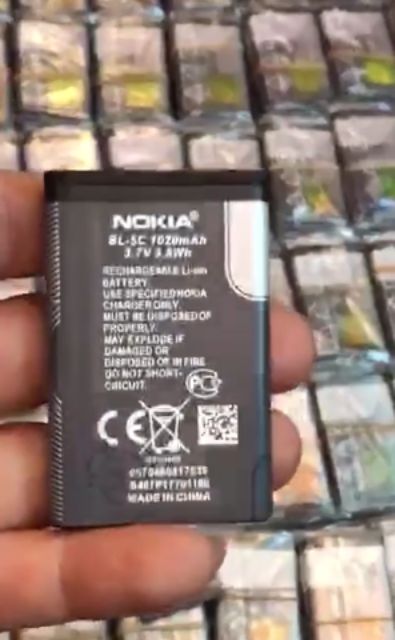 NOKIA®
BL-5C 1020mAh
3.7V 3.8Wh
RECHARGEABLE Li-ion
BATTERY.
USE SPECIFIED NOKIA
CHARGER ONLY.
MUST BE DISPOSED OF
PROPERLY.
MAY EXPLODE IF
DAMAGED OR
DISPOSED OF IN FIRE
DO NOT SHORT-
CIRCUIT.
CE
MADE IN CHINA